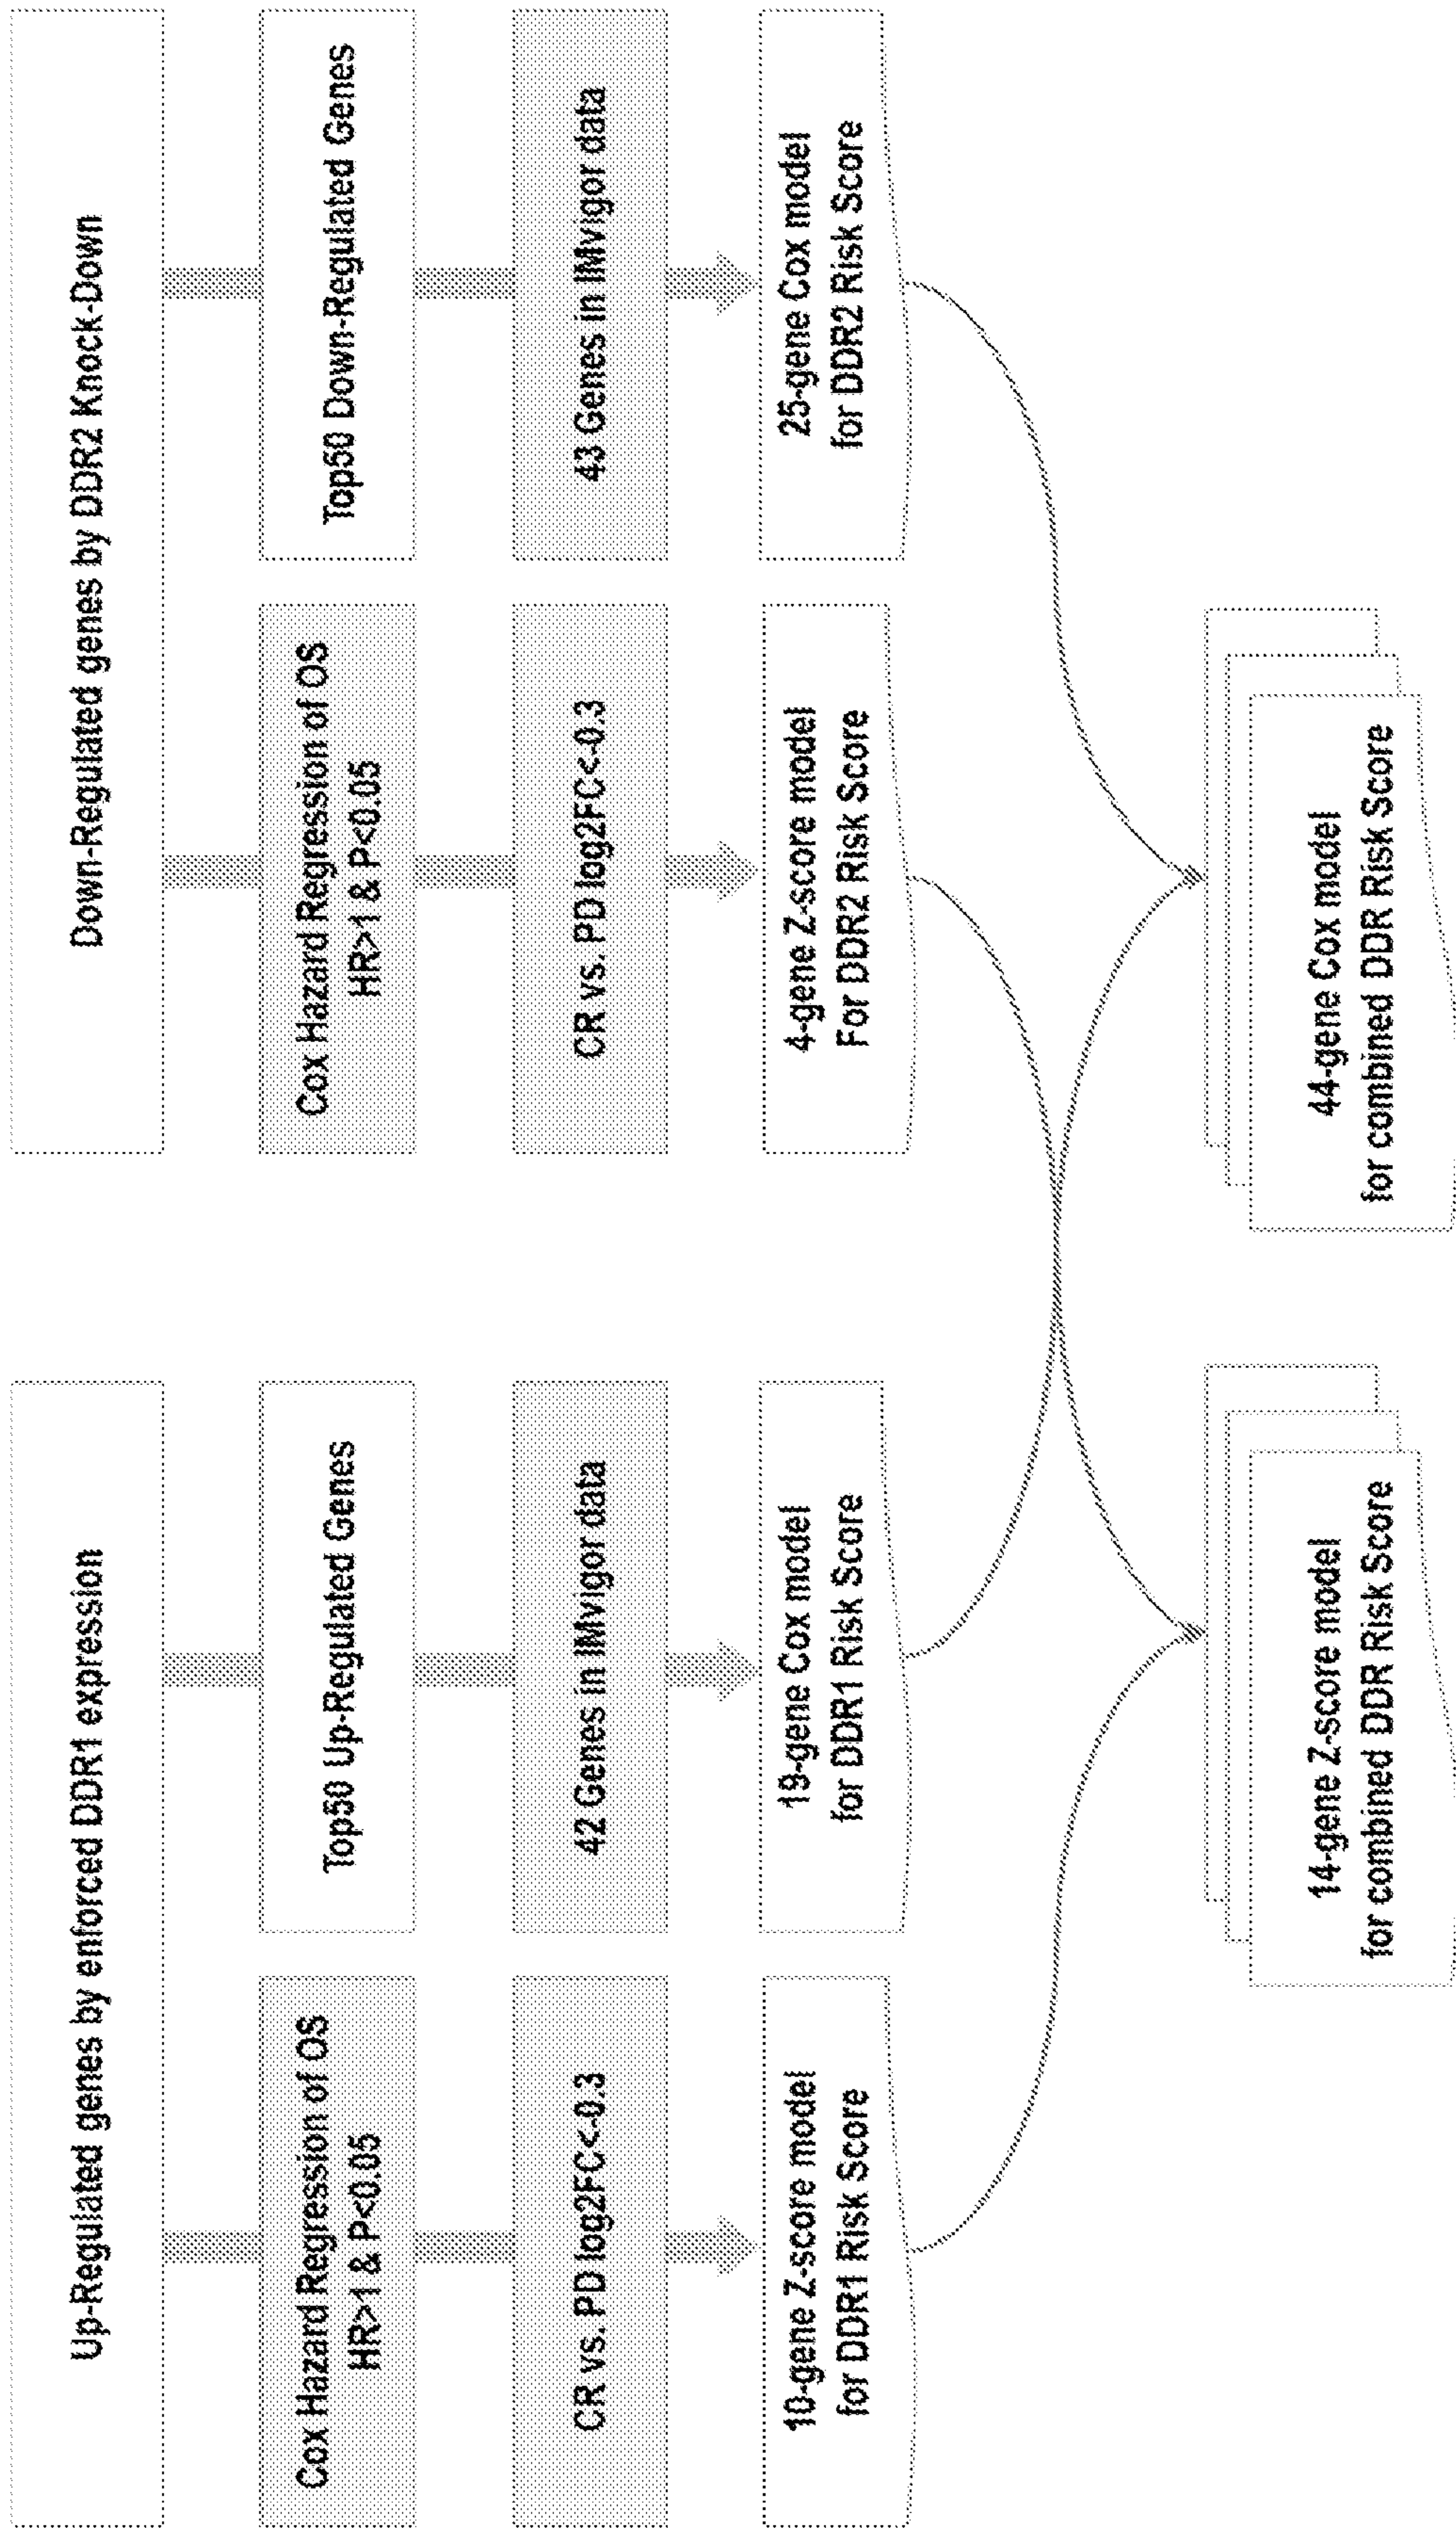 Up-Regulated genes by enforced DDR1 expression
Down-Regulated genes by DDR2 Knock-Down
Cox Hazard Regression of OS
HR>1 & P<0.05
Top50 Up-Regulated Genes
Cox Hazard Regression of OS
HR>1 & P<0.05
Top50 Down-Regulated Genes
CR vs. PD log2FC<-0.3
42 Genes in IMvigor data
CR vs. PD log2FC<-0.3
43 Genes in IMvigor data
10-gene Z-score model
for DDR1 Risk Score
19-gene Cox model
for DDR1 Risk Score
4-gene Z-score model
For DDR2 Risk Score
25-gene Cox model
for DDR2 Risk Score
14-gene Z-score model
for combined DDR Risk Score
44-gene Cox model
for combined DDR Risk Score